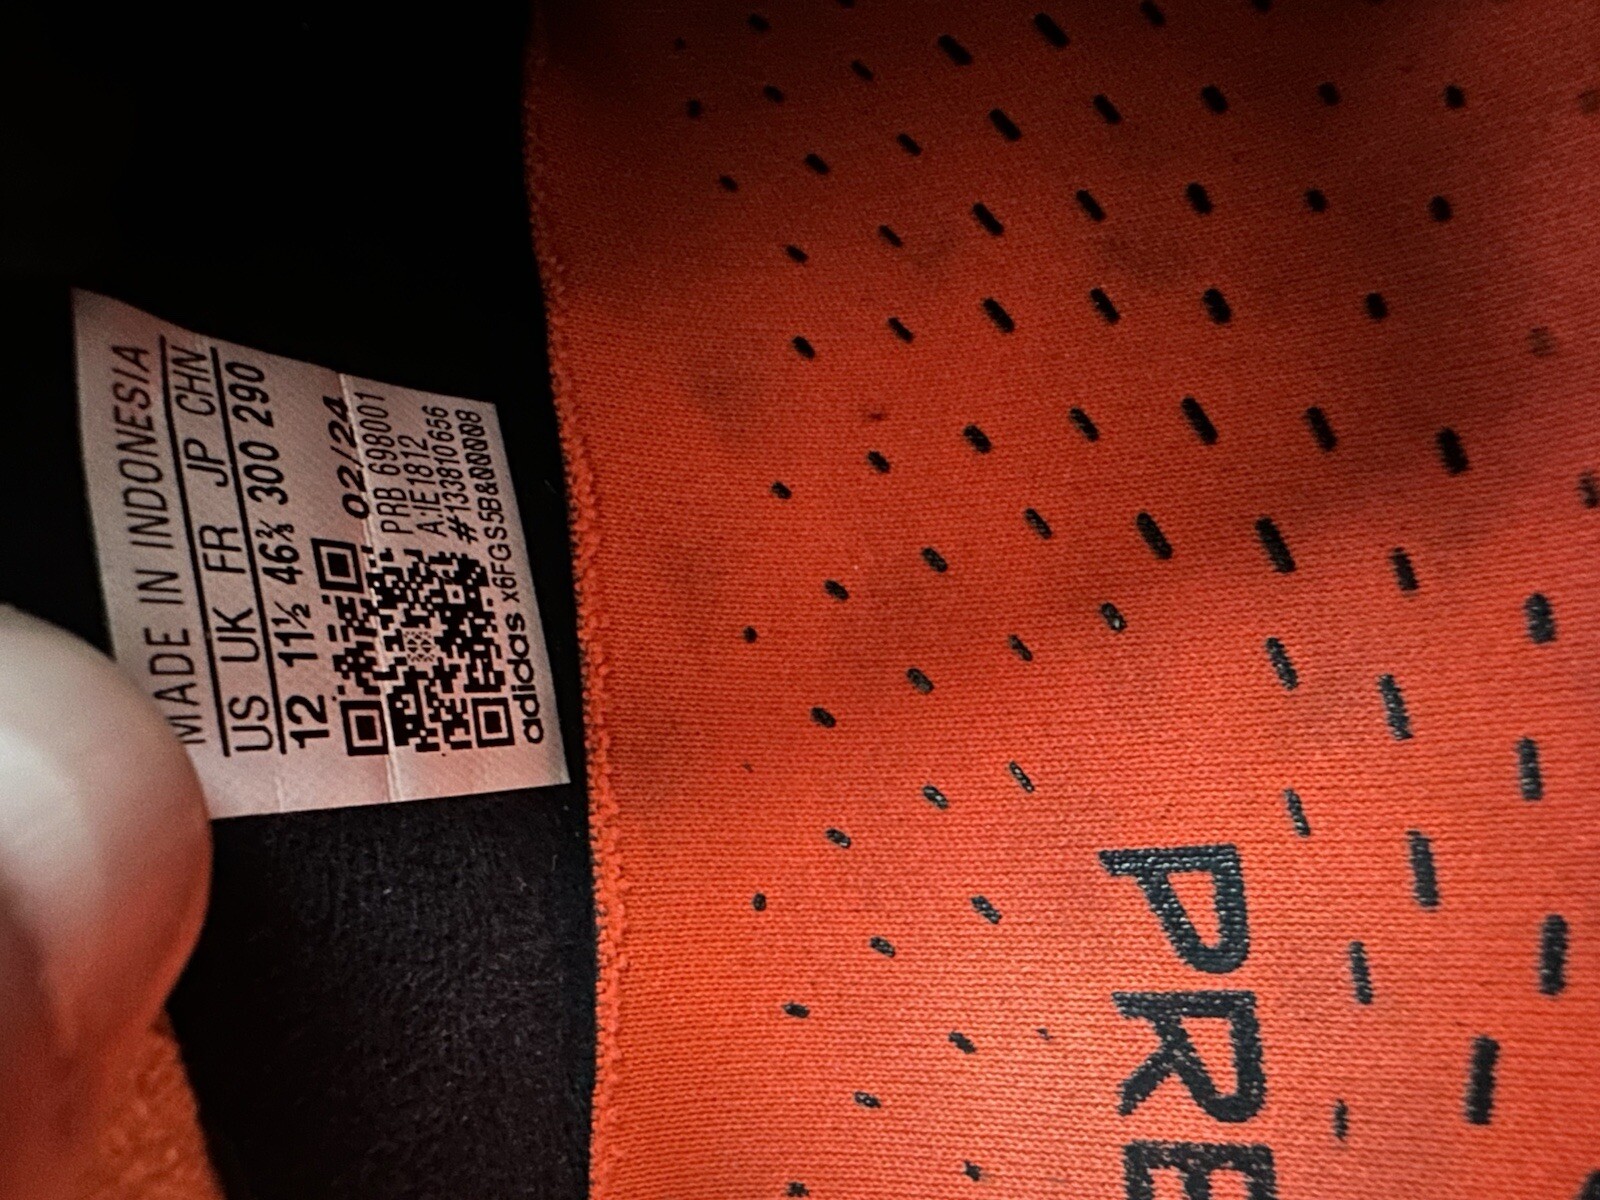 MADE IN INDONESIA
US UK FR JP CHN
12 11½ 46⅔ 300 290
02/24
PRB 698001
A:IE1812
#133810656
adidas x6FGS5B&00008
PRE